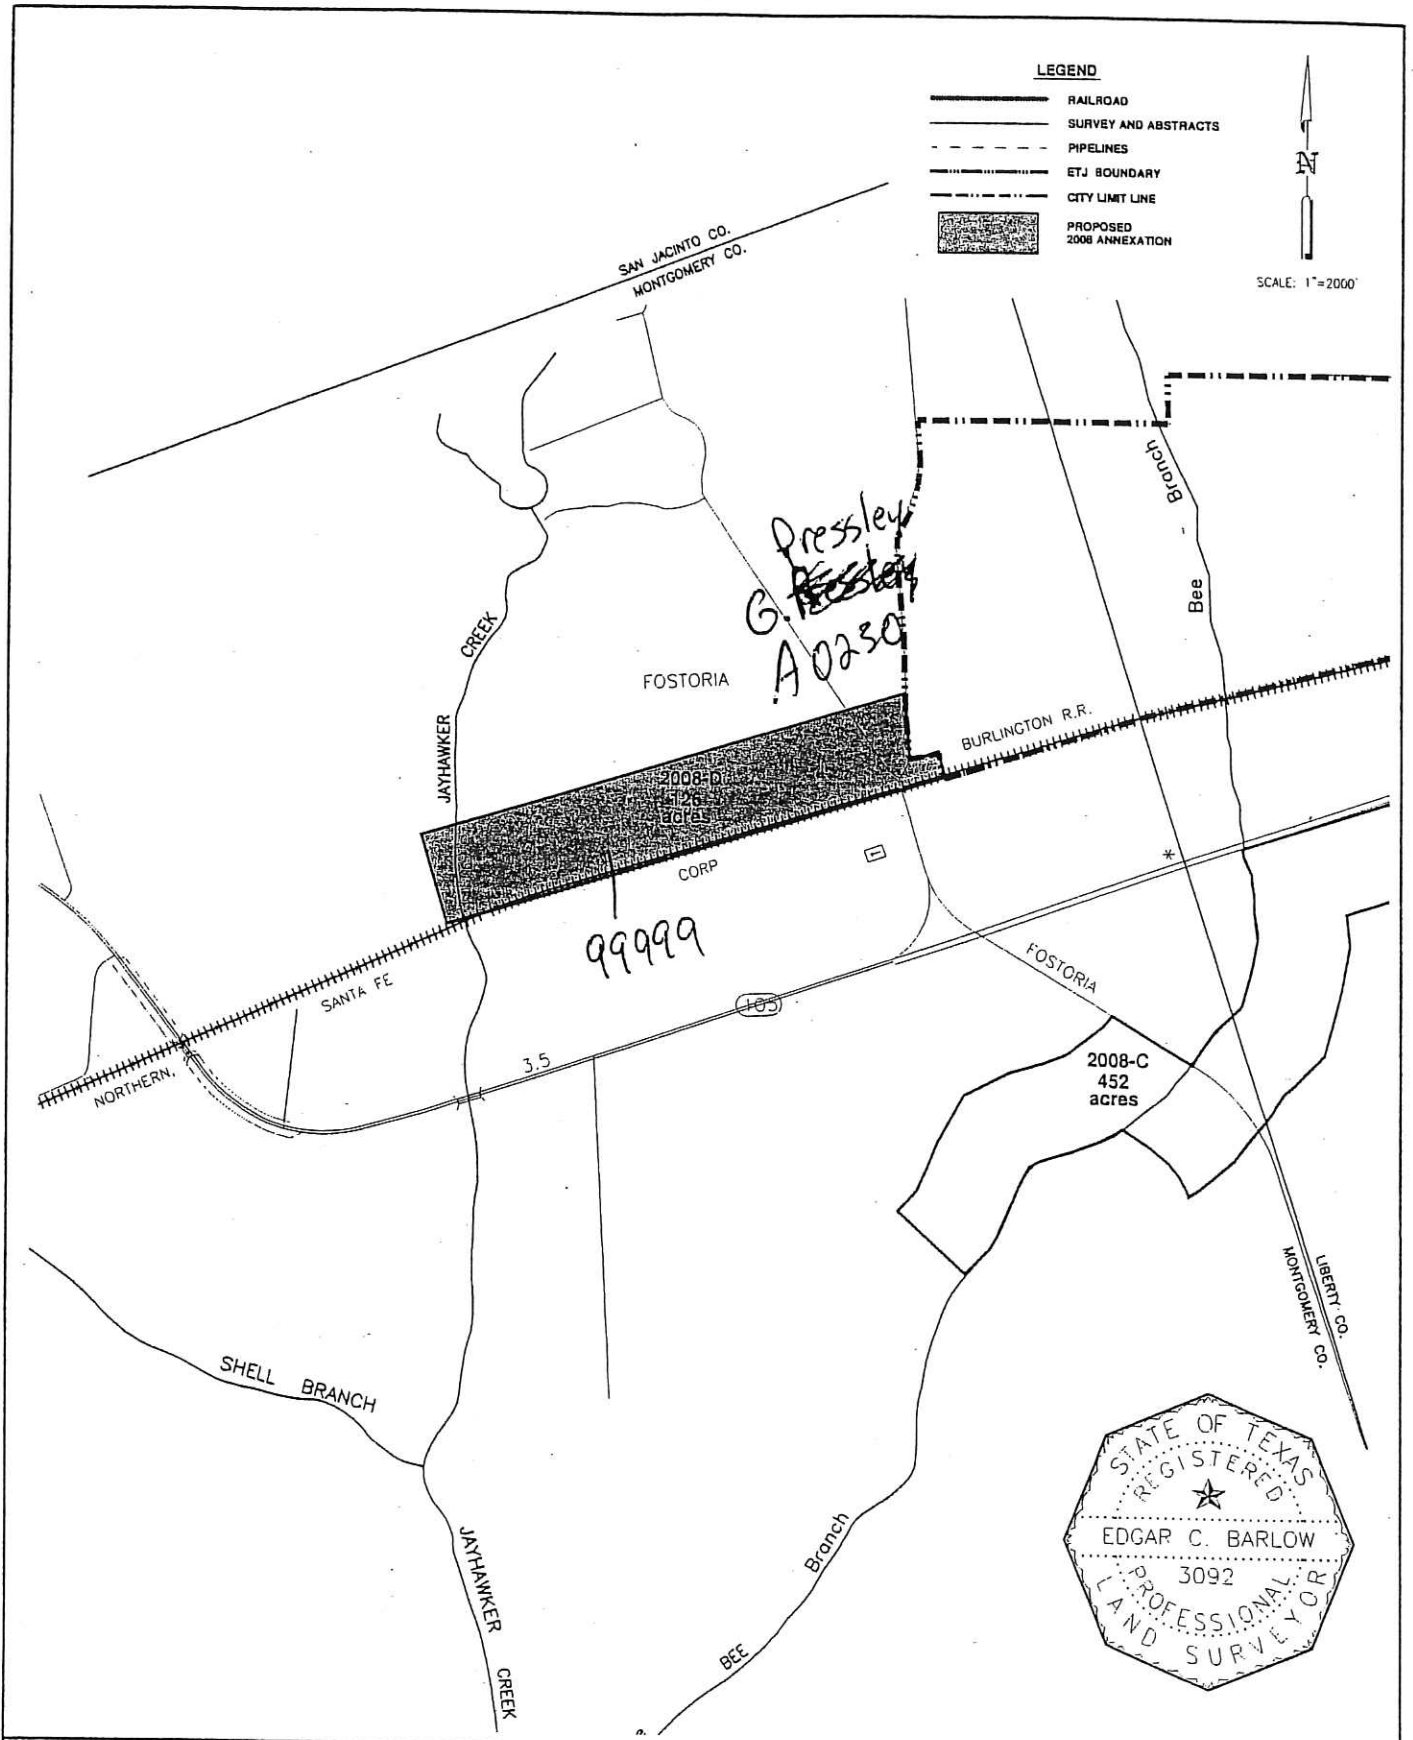 LEGEND
RAILROAD
SURVEY AND ABSTRACTS
PIPELINES
ETJ BOUNDARY
CITY LIMIT LINE
PROPOSED
2008 ANNEXATION
N
SCALE: 1"=2000'
SAN JACINTO CO.
MONTGOMERY CO.
Branch
Bee
Pressley
G.
A0230
CREEK
JAYHAWKER
FOSTORIA
BURLINGTON R.R.
2008-D
126
acres
1
*
CORP
99999
SANTA FE
NORTHERN,
FOSTORIA
105
3.5
2008-C
452
acres
LIBERTY CO.
MONTGOMERY CO.
SHELL BRANCH
JAYHAWKER CREEK
BEE Branch
STATE OF TEXAS
REGISTERED
EDGAR C. BARLOW
3092
PROFESSIONAL
LAND SURVEYOR